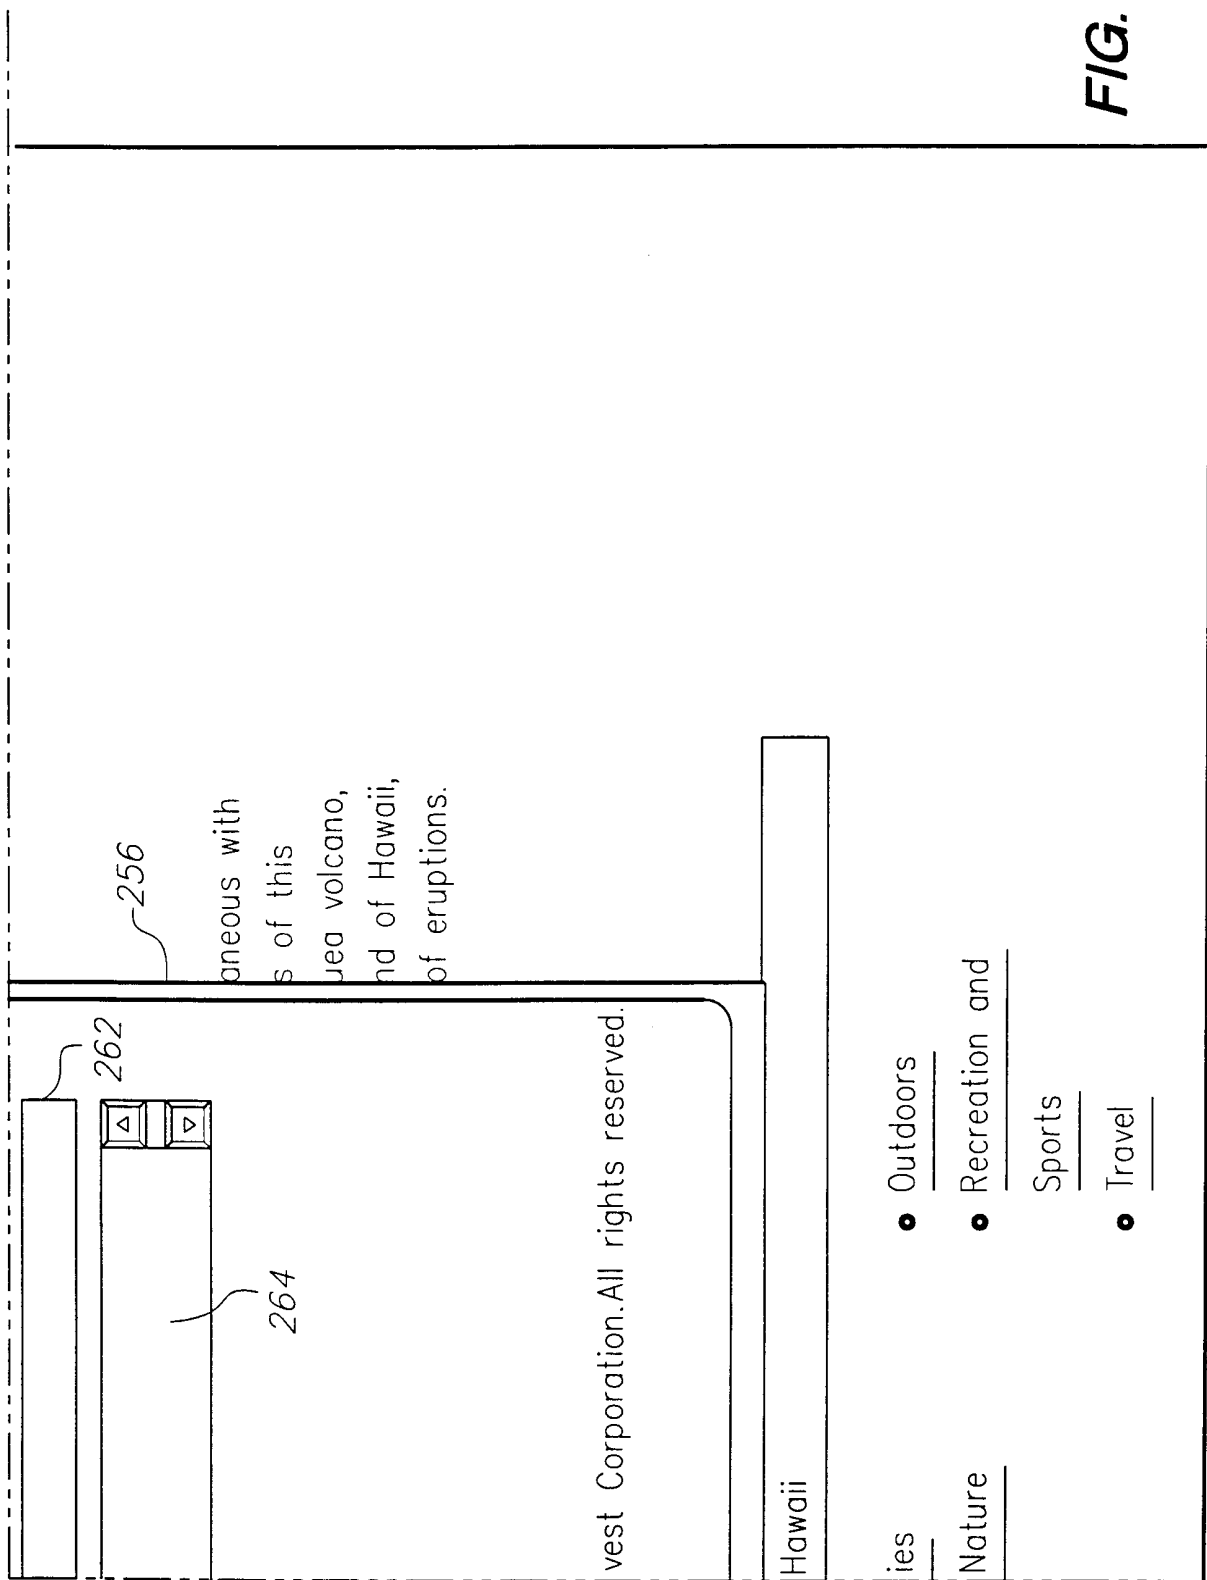 262
256
264
aneous with
s of this
uea volcano,
nd of Hawaii,
of eruptions.
vest Corporation.All rights reserved.
Hawaii
ies
Nature
Outdoors
Recreation and
Sports
Travel
FIG.